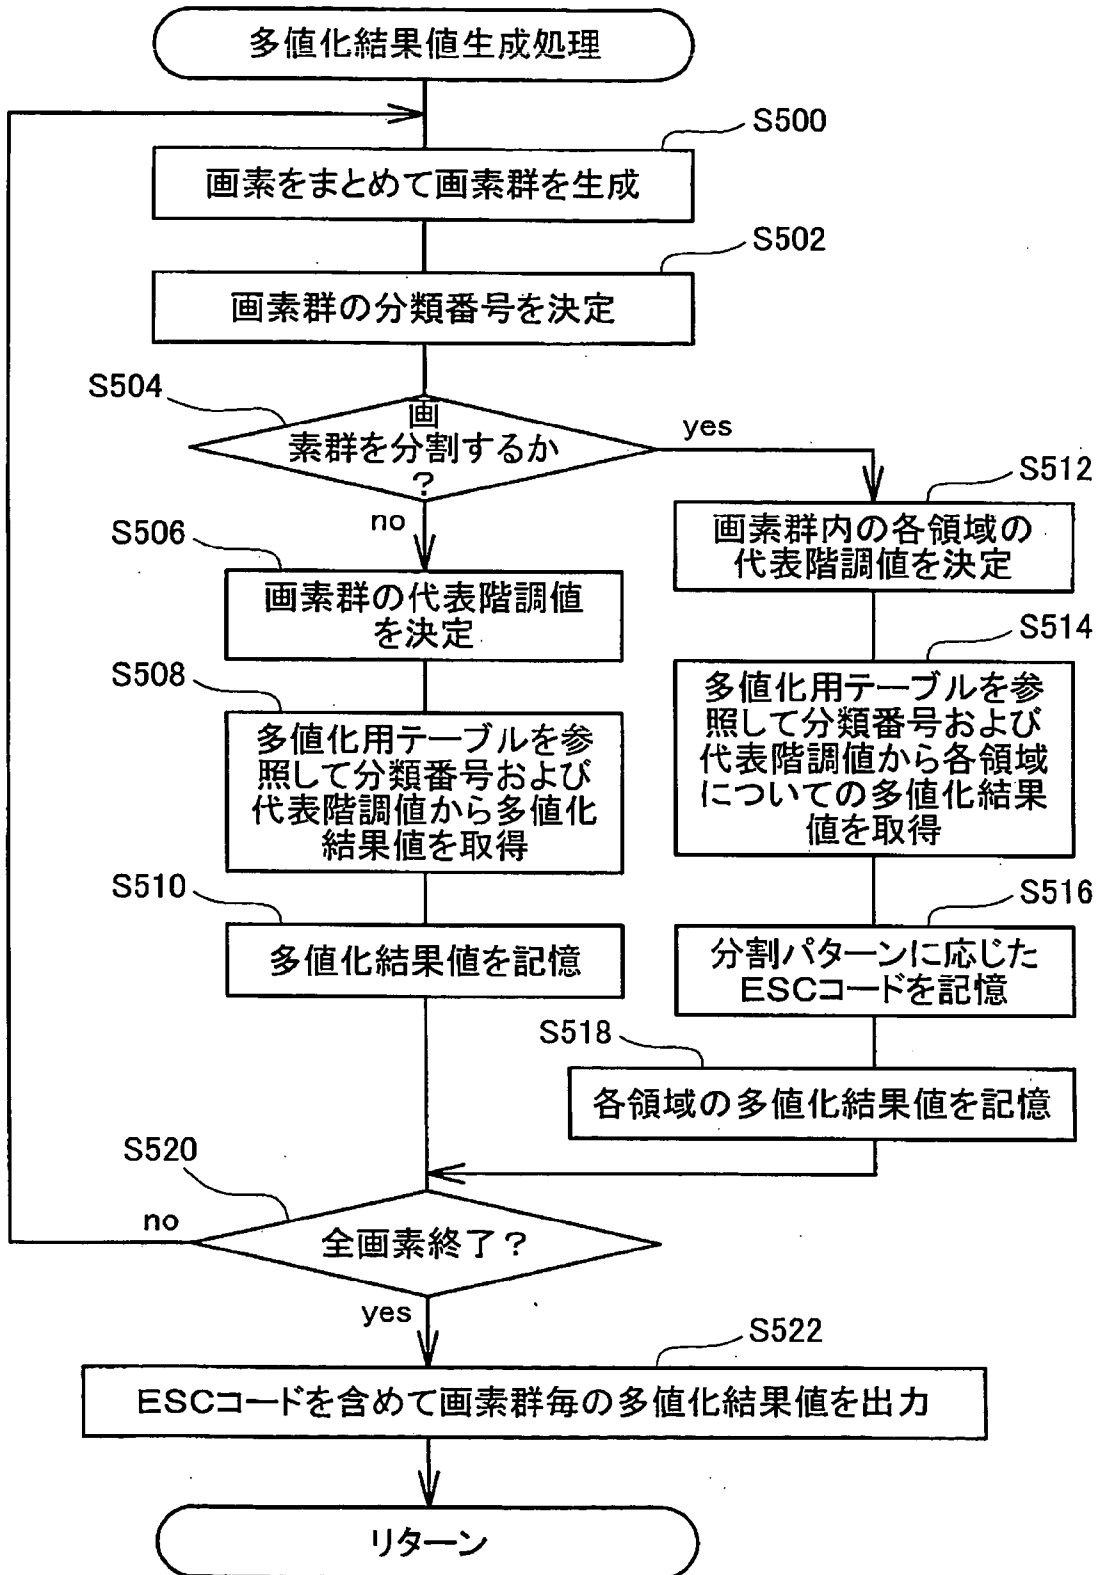 多値化結果値生成処理
S500
画素をまとめて画素群を生成
S502
画素群の分類番号を決定
S504
画
素群を分割するか
?
yes
no
S506
画素群の代表階調値
を決定
S508
多値化用テーブルを参
照して分類番号および
代表階調値から多値化
結果値を取得
S510
多値化結果値を記憶
S512
画素群内の各領域の
代表階調値を決定
S514
多値化用テーブルを参
照して分類番号および
代表階調値から各領域
についての多値化結果
値を取得
S516
分割パターンに応じた
ESCコードを記憶
S518
各領域の多値化結果値を記憶
S520
no
全画素終了?
yes
S522
ESCコードを含めて画素群毎の多値化結果値を出力
リターン